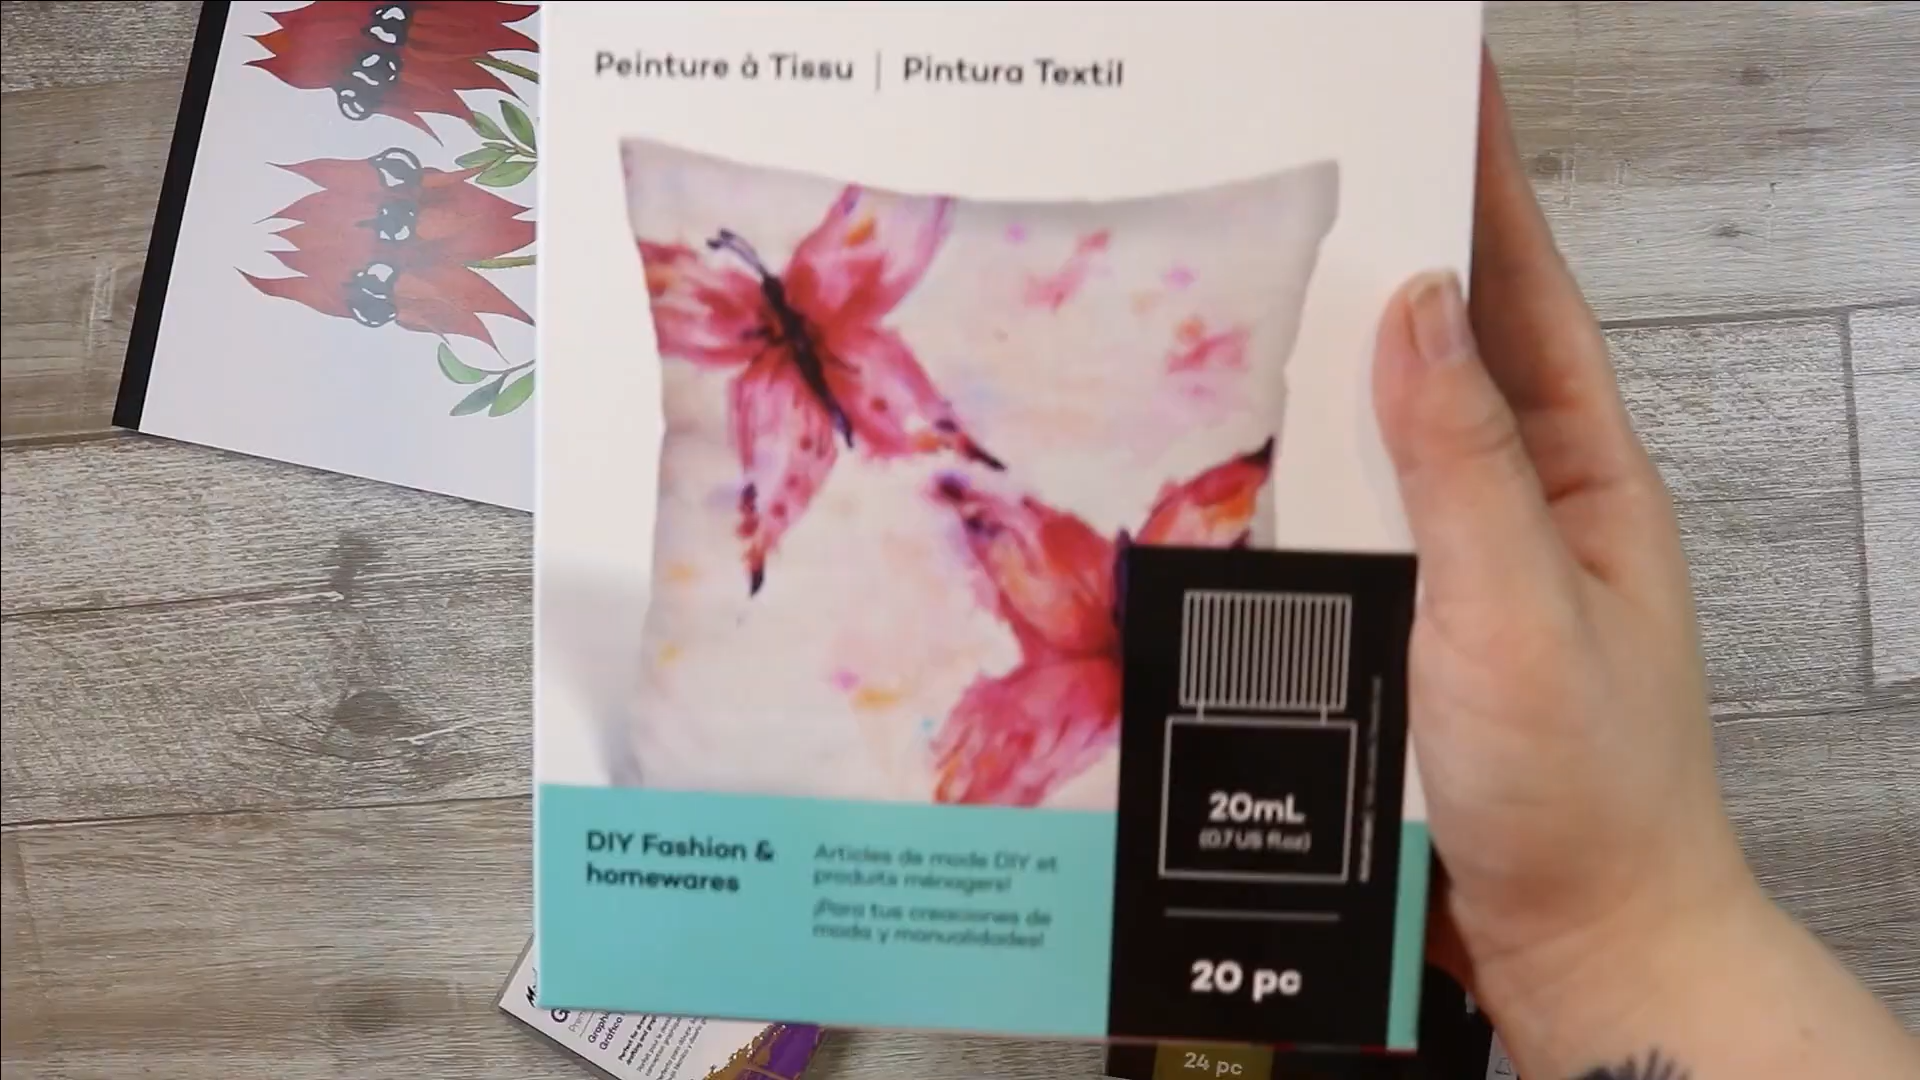 Peinture à Tissu | Pintura Textil
DIY Fashion &
homewares
Articles de mode DIY et
produits ménagers!
¡Para tus creaciones de
moda y manualidades!
20mL
(0.7 US fl.oz)
20 pc
24 pc